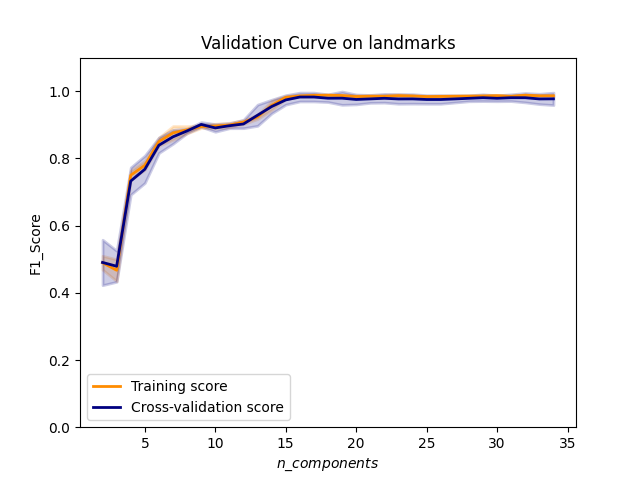 Validation Curve on landmarks
1.0
0.8
0.6
0.4
0.2
0.0
F1_Score
Training score
Cross-validation score
5 10 15 20 25 30 35
n_components